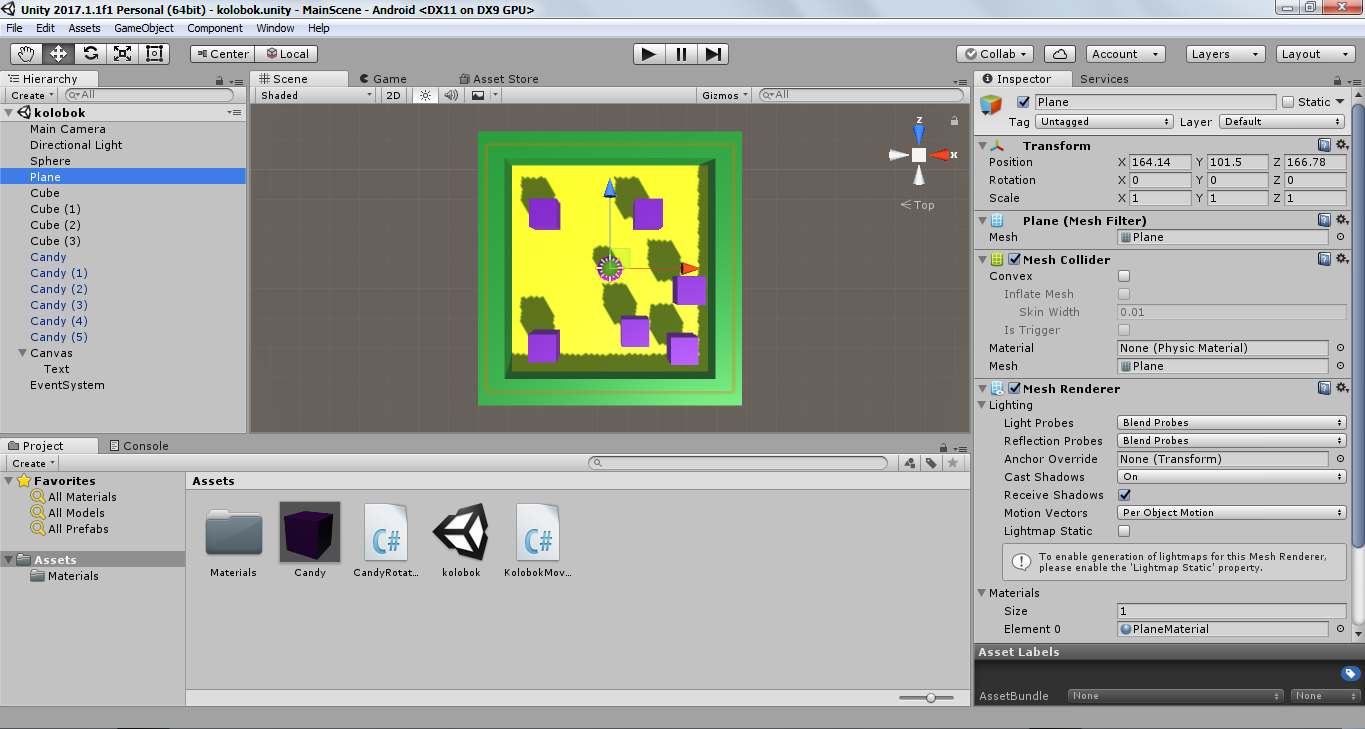 Unity 2017.1.1f1 Personal (64bit) - kolobok.unity - MainScene - Android <DX11 on DX9 GPU>
File Edit Assets GameObject Component Window Help
Center Local Collab Account Layers Layout
Hierarchy
Create All
kolobok
Main Camera
Directional Light
Sphere
Plane
Cube
Cube (1)
Cube (2)
Cube (3)
Candy
Candy (1)
Candy (2)
Candy (3)
Candy (4)
Candy (5)
Canvas
Text
EventSystem
Scene Game Asset Store
Shaded 2D Gizmos All
z
x
Top
Inspector Services
Plane Static
Tag Untagged Layer Default
Transform
Position X 164.14 Y 101.5 Z 166.78
Rotation X 0 Y 0 Z 0
Scale X 1 Y 1 Z 1
Plane (Mesh Filter)
Mesh Plane
Mesh Collider
Convex
Inflate Mesh
Skin Width 0.01
Is Trigger
Material None (Physic Material)
Mesh Plane
Mesh Renderer
Lighting
Light Probes Blend Probes
Reflection Probes Blend Probes
Anchor Override None (Transform)
Cast Shadows On
Receive Shadows
Motion Vectors Per Object Motion
Lightmap Static
To enable generation of lightmaps for this Mesh Renderer,
please enable the 'Lightmap Static' property.
Materials
Size 1
Element 0 PlaneMaterial
Asset Labels
AssetBundle None None
Project Console
Create
Favorites
All Materials
All Models
All Prefabs
Assets
Materials
Assets
C# C#
Materials Candy CandyRotat... kolobok KolobokMov...